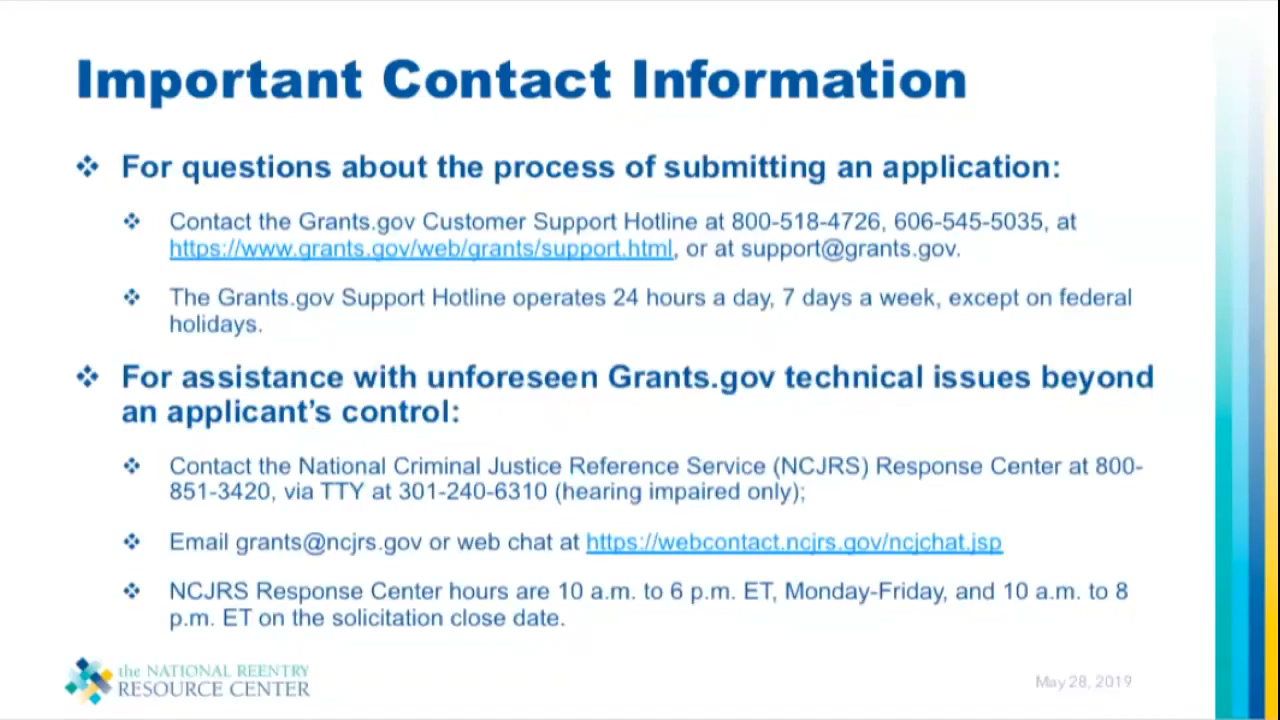 Important Contact Information
For questions about the process of submitting an application:
Contact the Grants.gov Customer Support Hotline at 800-518-4726, 606-545-5035, at
https://www.grants.gov/web/grants/support.html, or at support@grants.gov.
The Grants.gov Support Hotline operates 24 hours a day, 7 days a week, except on federal
holidays.
For assistance with unforeseen Grants.gov technical issues beyond
an applicant’s control:
Contact the National Criminal Justice Reference Service (NCJRS) Response Center at 800-
851-3420, via TTY at 301-240-6310 (hearing impaired only);
Email grants@ncjrs.gov or web chat at https://webcontact.ncjrs.gov/ncjchat.jsp
NCJRS Response Center hours are 10 a.m. to 6 p.m. ET, Monday-Friday, and 10 a.m. to 8
p.m. ET on the solicitation close date.
the NATIONAL REENTRY
RESOURCE CENTER
May 28, 2019